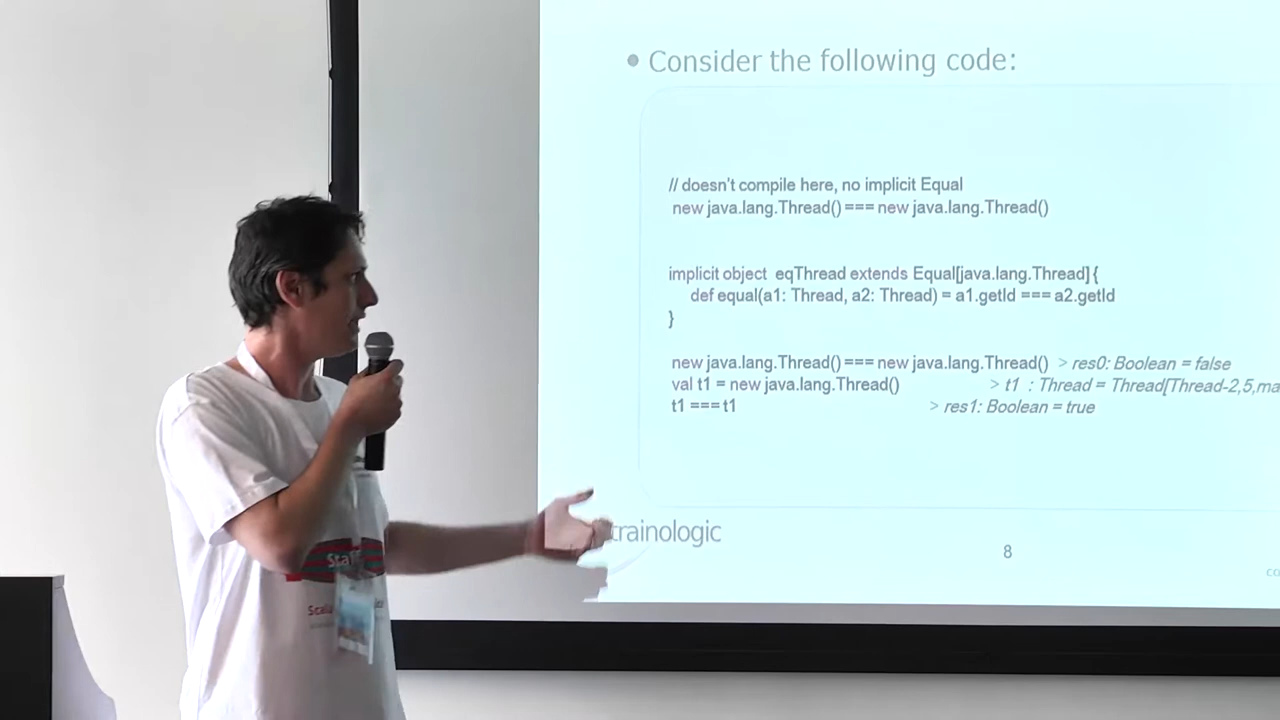 • Consider the following code:
// doesn't compile here, no implicit Equal
new java.lang.Thread() === new java.lang.Thread()
implicit object eqThread extends Equal[java.lang.Thread] {
def equal(a1: Thread, a2: Thread) = a1.getId === a2.getId
}
new java.lang.Thread() === new java.lang.Thread() > res0: Boolean = false
val t1 = new java.lang.Thread() > t1 : Thread = Thread[Thread-2,5,ma
t1 === t1 > res1: Boolean = true
trainologic
8
co